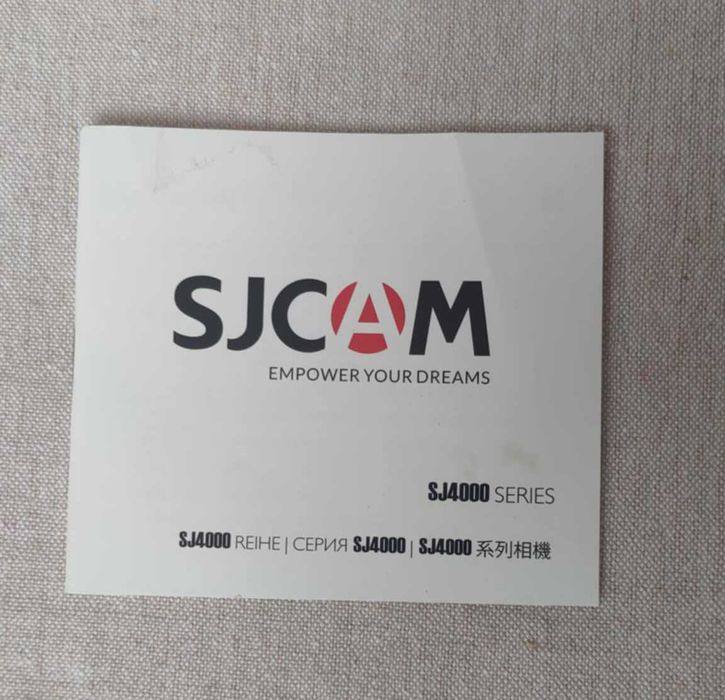 SJCAM
EMPOWER YOUR DREAMS
SJ4000 SERIES
SJ4000 REIHE | СЕРИЯ SJ4000 | SJ4000 系列相機